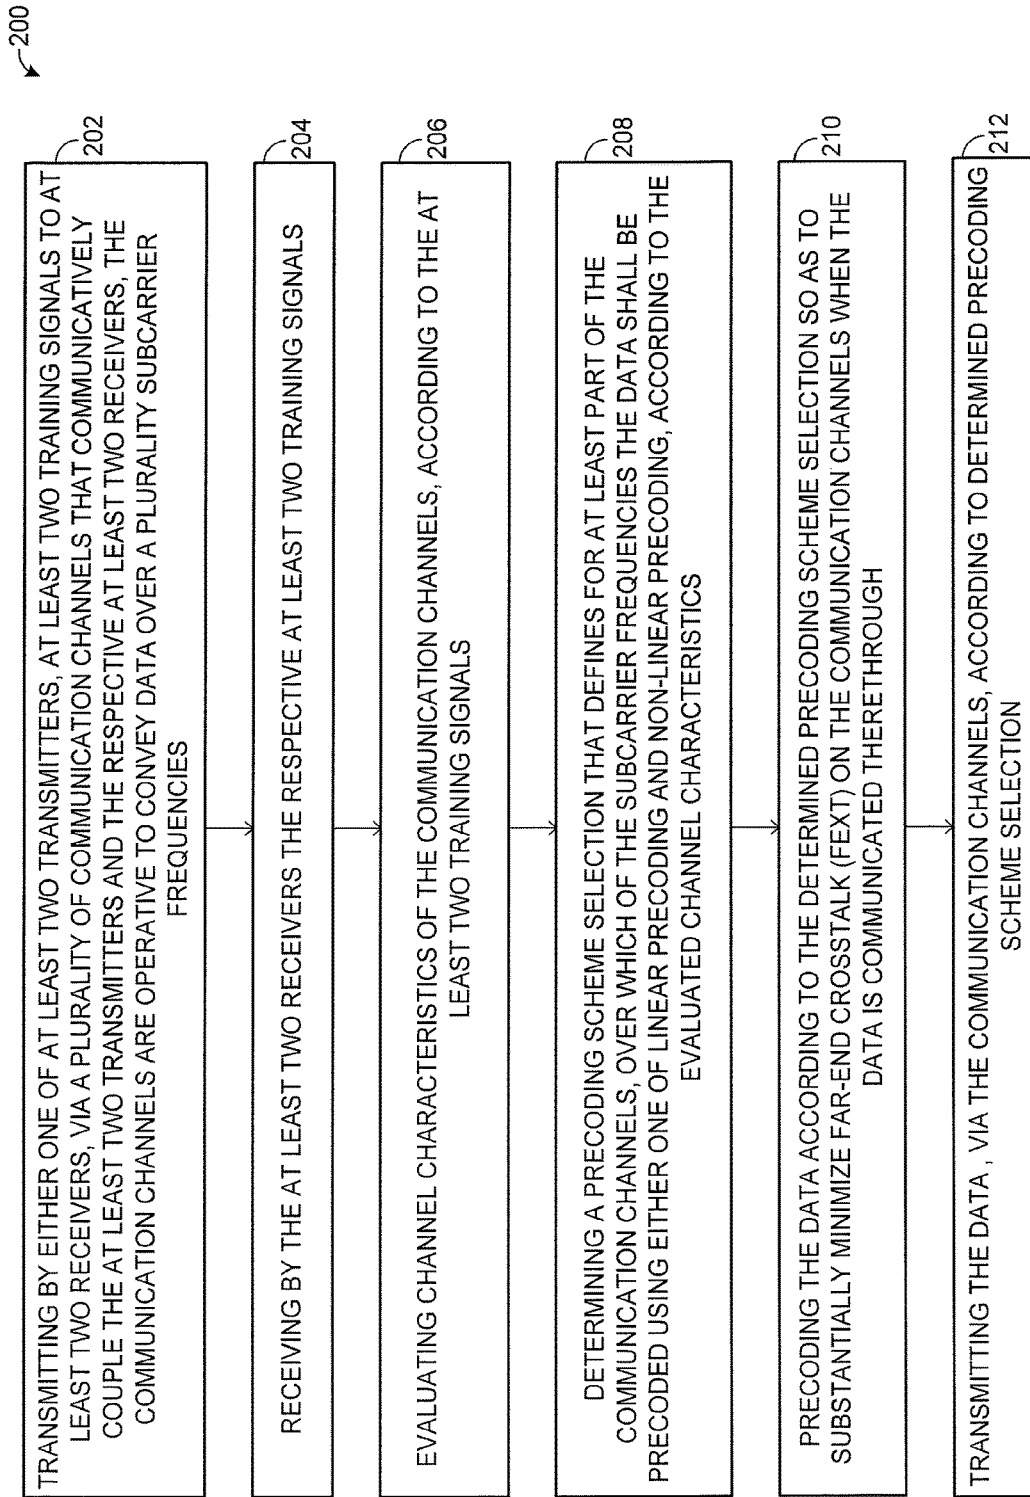 200
202
TRANSMITTING BY EITHER ONE OF AT LEAST TWO TRANSMITTERS, AT LEAST TWO TRAINING SIGNALS TO AT
LEAST TWO RECEIVERS, VIA A PLURALITY OF COMMUNICATION CHANNELS THAT COMMUNICATIVELY
COUPLE THE AT LEAST TWO TRANSMITTERS AND THE RESPECTIVE AT LEAST TWO RECEIVERS, THE
COMMUNICATION CHANNELS ARE OPERATIVE TO CONVEY DATA OVER A PLURALITY SUBCARRIER
FREQUENCIES
204
RECEIVING BY THE AT LEAST TWO RECEIVERS THE RESPECTIVE AT LEAST TWO TRAINING SIGNALS
206
EVALUATING CHANNEL CHARACTERISTICS OF THE COMMUNICATION CHANNELS, ACCORDING TO THE AT
LEAST TWO TRAINING SIGNALS
208
DETERMINING A PRECODING SCHEME SELECTION THAT DEFINES FOR AT LEAST PART OF THE
COMMUNICATION CHANNELS, OVER WHICH OF THE SUBCARRIER FREQUENCIES THE DATA SHALL BE
PRECODED USING EITHER ONE OF LINEAR PRECODING AND NON-LINEAR PRECODING, ACCORDING TO THE
EVALUATED CHANNEL CHARACTERISTICS
210
PRECODING THE DATA ACCORDING TO THE DETERMINED PRECODING SCHEME SELECTION SO AS TO
SUBSTANTIALLY MINIMIZE FAR-END CROSSTALK (FEXT) ON THE COMMUNICATION CHANNELS WHEN THE
DATA IS COMMUNICATED THERETHROUGH
212
TRANSMITTING THE DATA , VIA THE COMMUNICATION CHANNELS, ACCORDING TO DETERMINED PRECODING
SCHEME SELECTION